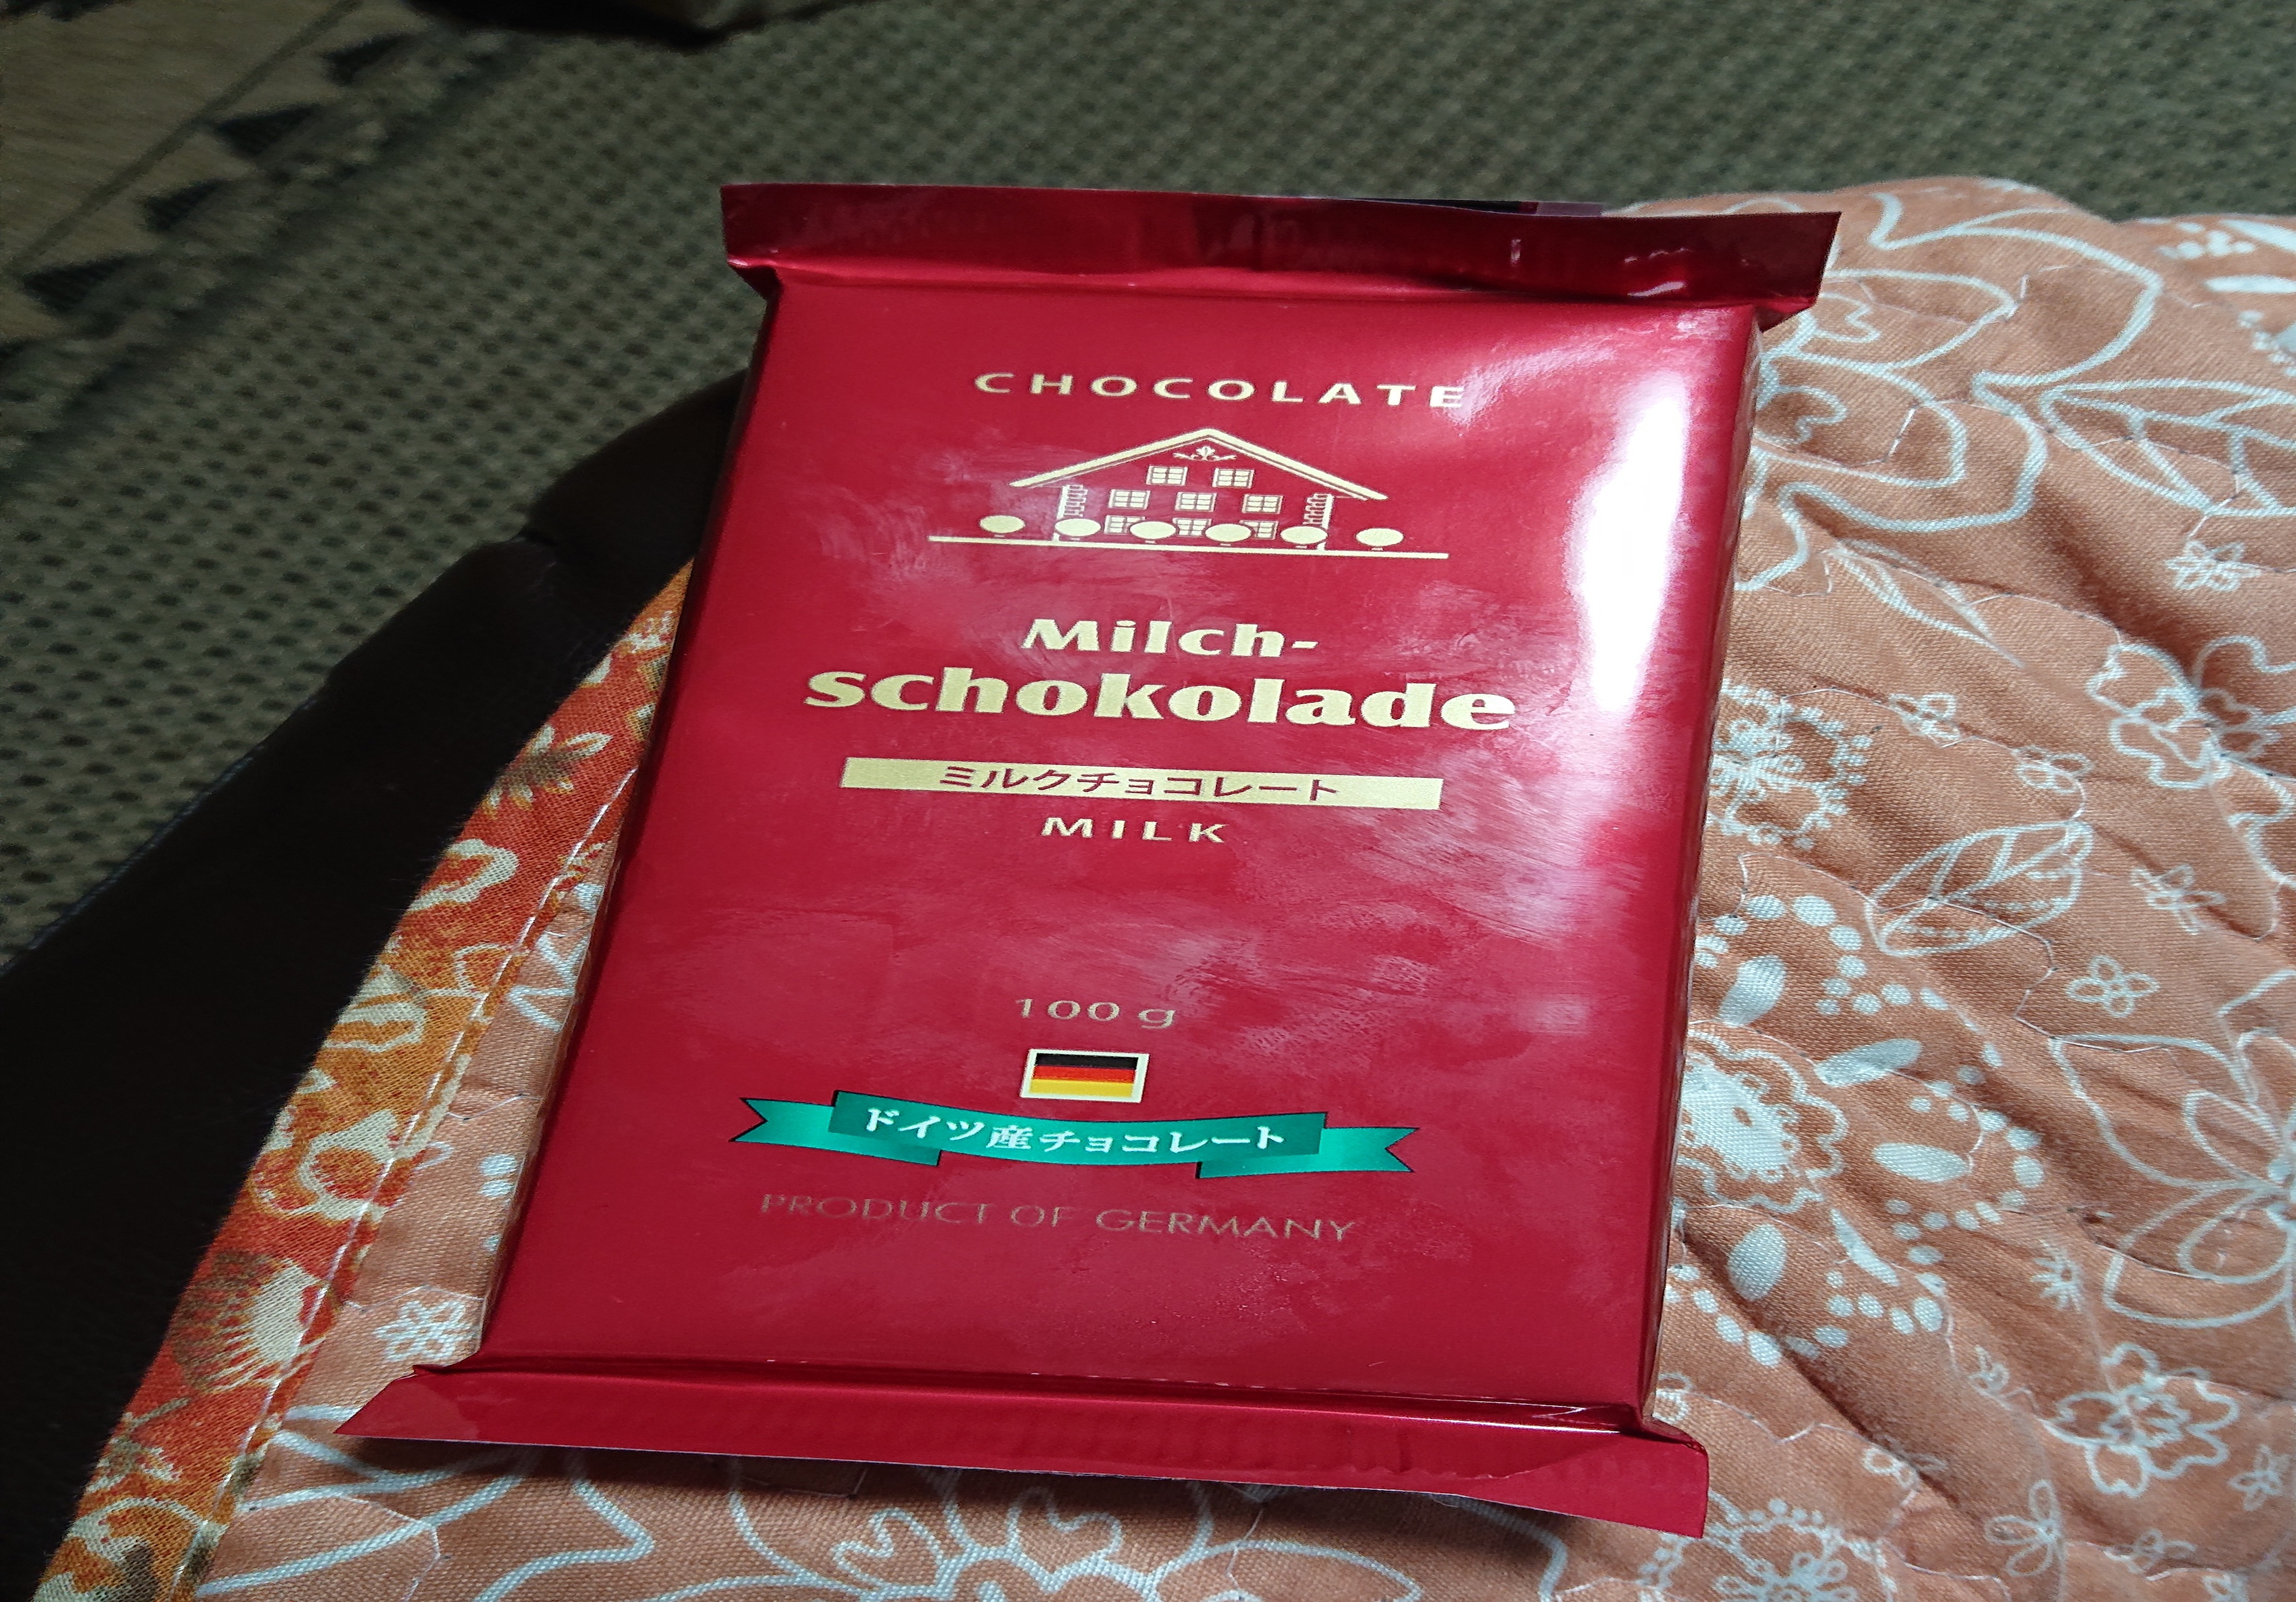 CHOCOLATE
Milch-
schokolade
ミルクチョコレート
MILK
100 g
ドイツ産チョコレート
PRODUCT OF GERMANY